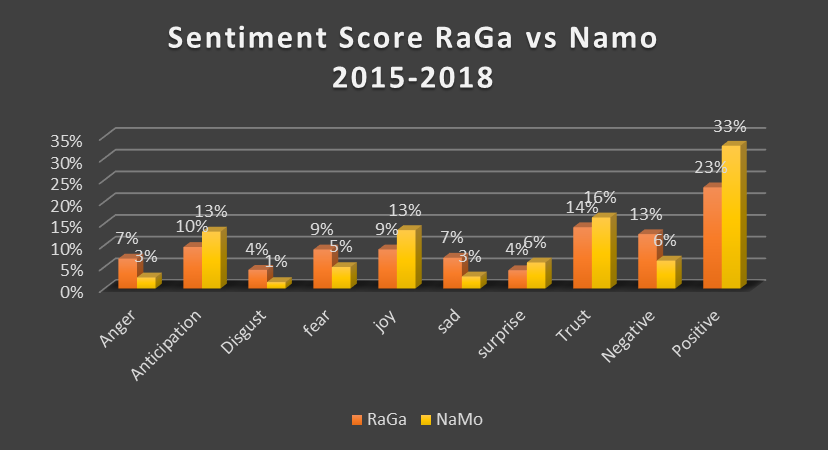 Sentiment Score RaGa vs Namo
2015-2018
35%
30%
25%
20%
15%
10%
5%
0%
7%
3%
10%
13%
4%
1%
9%
5%
9%
13%
7%
3%
4%
6%
14%
16%
13%
6%
23%
33%
Anger
Anticipation
Disgust
fear
joy
sad
surprise
Trust
Negative
Positive
RaGa NaMo